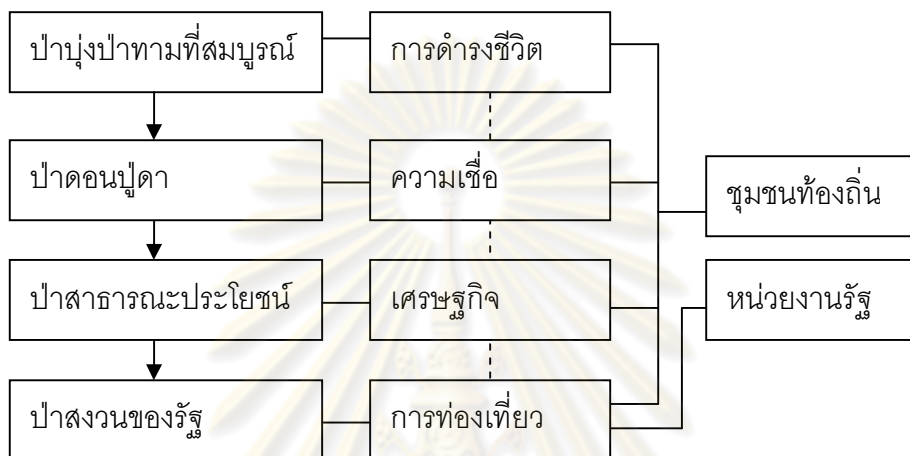 ป่าบุ่งป่าทามที่สมบูรณ์
การดำรงชีวิต
ป่าดอนปู่ดา
ความเชื่อ
ชุมชนท้องถิ่น
ป่าสาธารณะประโยชน์
เศรษฐกิจ
หน่วยงานรัฐ
ป่าสงวนของรัฐ
การท่องเที่ยว